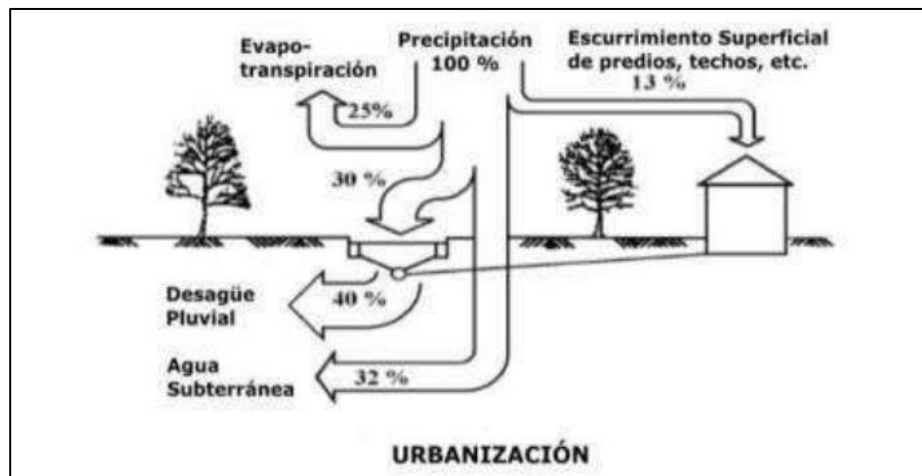 Evapo-
transpiración
25%
Precipitación
100 %
Escurrimiento Superficial
de predios, techos, etc.
13 %
30 %
Desagüe
Pluvial
40 %
Agua
Subterránea
32 %
URBANIZACIÓN